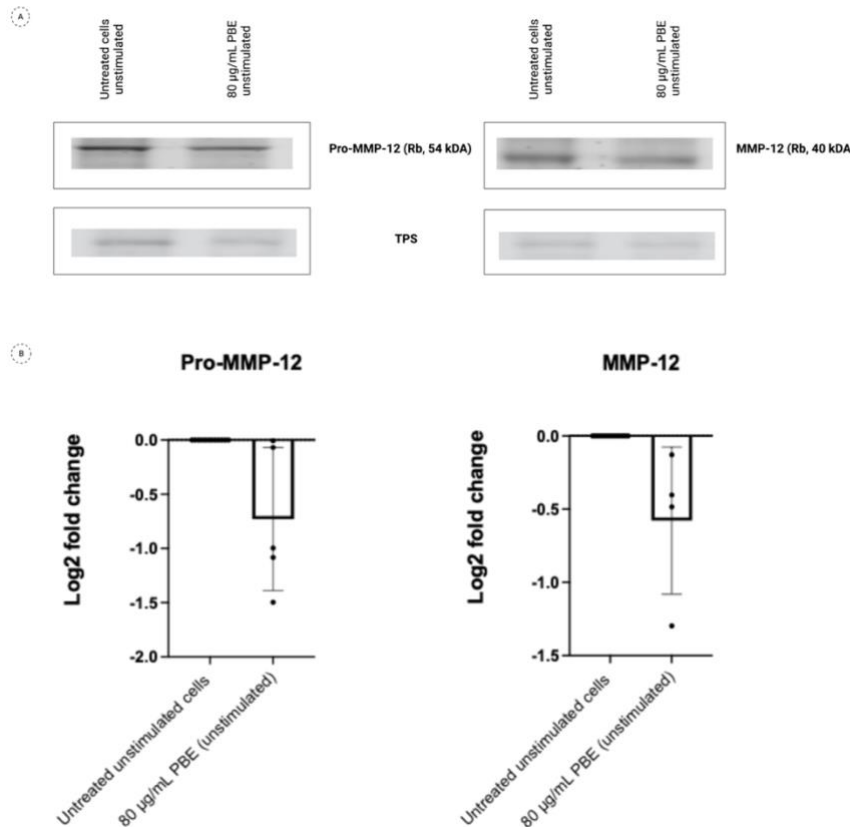 A
Untreated cells
unstimulated
80 µg/mL PBE
unstimulated
Untreated cells
unstimulated
80 µg/mL PBE
unstimulated
Pro-MMP-12 (Rb, 54 kDA)
MMP-12 (Rb, 40 kDA
TPS
B
Pro-MMP-12
Log2 fold change
0.0
-0.5
-1.0
-1.5
-2.0
Untreated unstimulated cells
80 µg/mL PBE (unstimulated)
MMP-12
Log2 fold change
0.0
-0.5
-1.0
-1.5
Untreated unstimulated cells
80 µg/mL PBE (unstimulated)